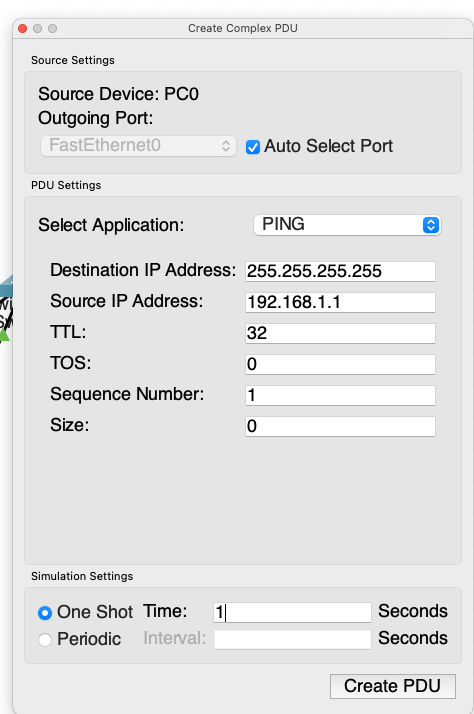 Create Complex PDU
Source Settings
Source Device: PC0
Outgoing Port:
FastEthernet0 Auto Select Port
PDU Settings
Select Application: PING
Destination IP Address: 255.255.255.255
Source IP Address: 192.168.1.1
TTL: 32
TOS: 0
Sequence Number: 1
Size: 0
Simulation Settings
One Shot Time: 1 Seconds
Periodic Interval: Seconds
Create PDU